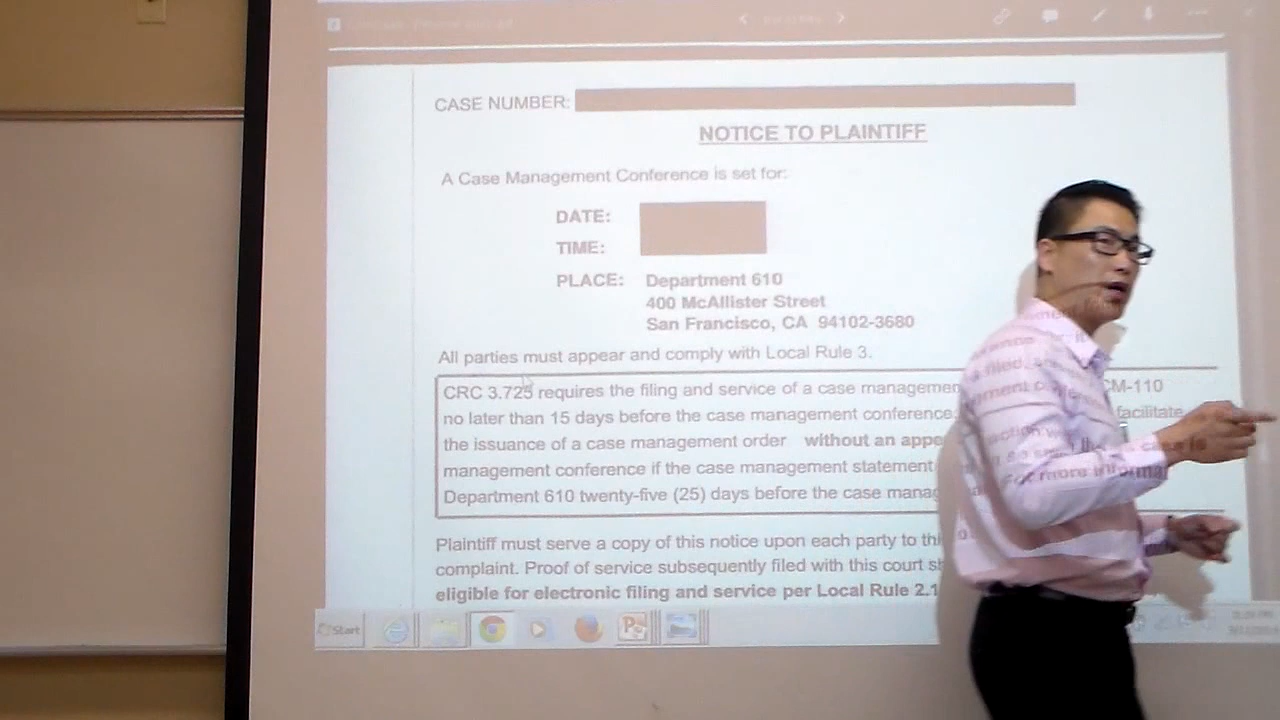 CASE NUMBER:
NOTICE TO PLAINTIFF
A Case Management Conference is set for:
DATE:
TIME:
PLACE: Department 610
400 McAllister Street
San Francisco, CA 94102-3680
All parties must appear and comply with Local Rule 3.
CRC 3.725 requires the filing and service of a case managemen CM-110
no later than 15 days before the case management conference. facilitate
the issuance of a case management order without an appe
management conference if the case management statement
Department 610 twenty-five (25) days before the case manag
Plaintiff must serve a copy of this notice upon each party to thi
complaint. Proof of service subsequently filed with this court sh
eligible for electronic filing and service per Local Rule 2.1
Start